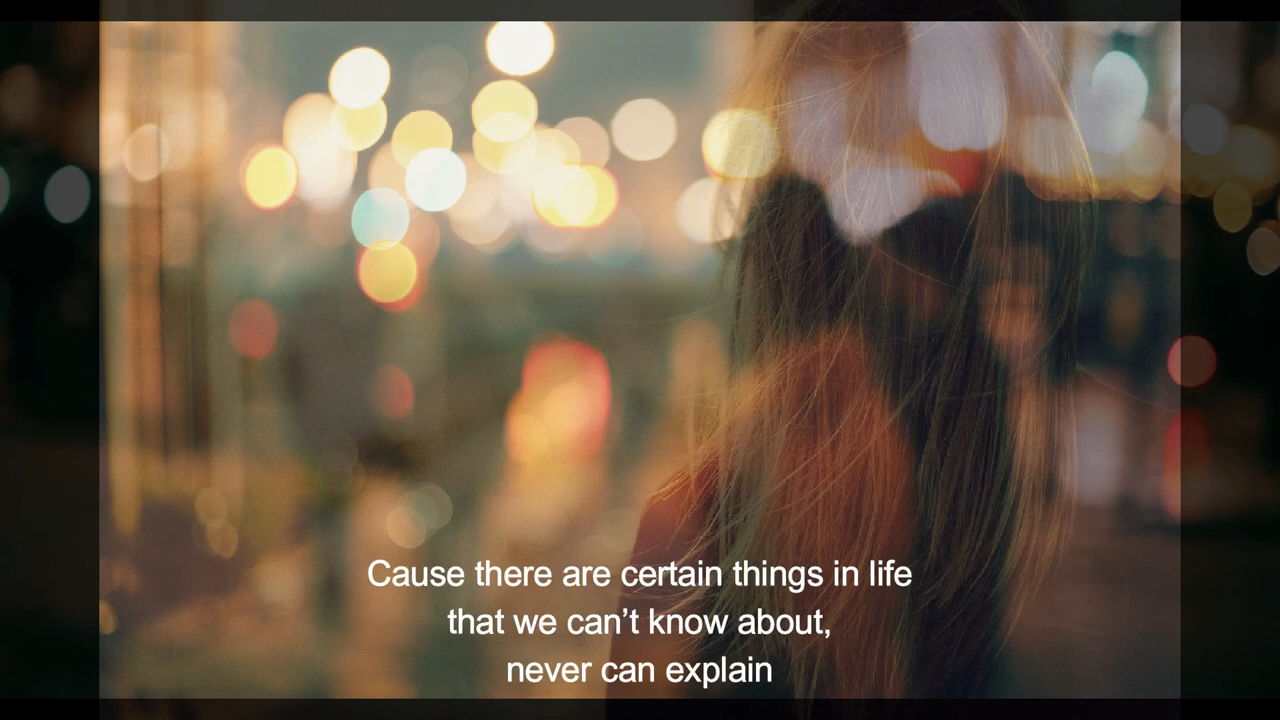 Cause there are certain things in life
that we can’t know about,
never can explain